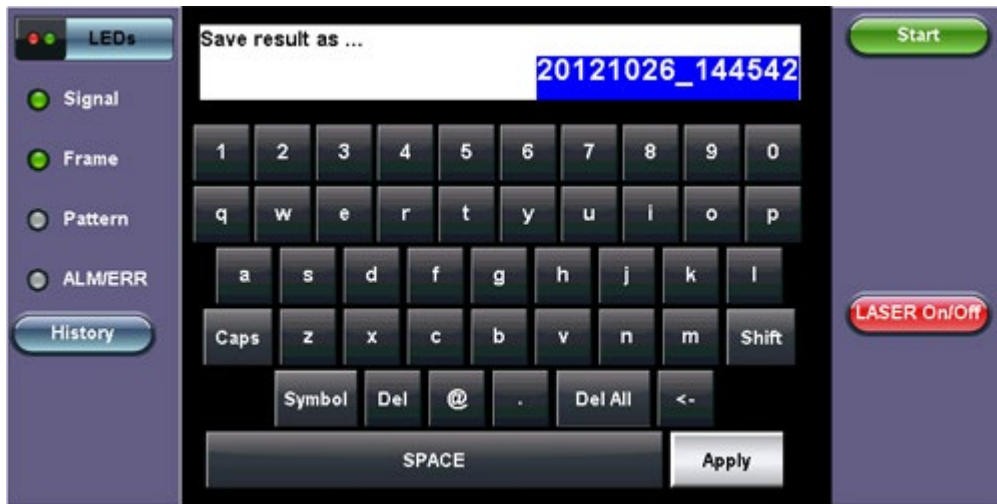 LEDs
Signal
Frame
Pattern
ALM/ERR
History
Save result as ...
20121026_144542
1 2 3 4 5 6 7 8 9 0
q w e r t y u i o p
a s d f g h j k l
Caps z x c b v n m Shift
Symbol Del @ . Del All <-
SPACE Apply
Start
LASER On/Off